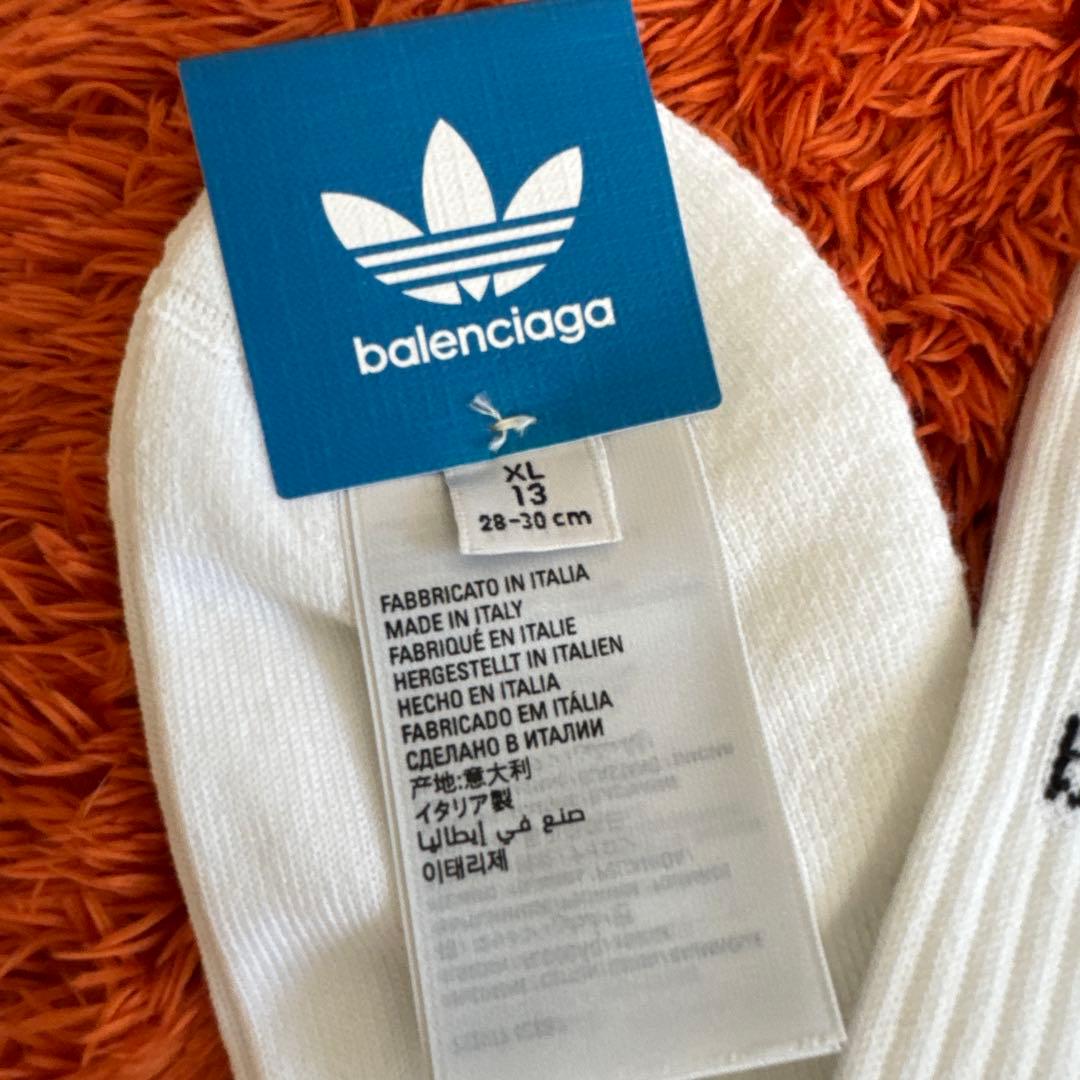 balenciaga
XL
13
28-30 cm
FABBRICATO IN ITALIA
MADE IN ITALY
FABRIQUÉ EN ITALIE
HERGESTELLT IN ITALIEN
HECHO EN ITALIA
FABRICADO EM ITÁLIA
СДЕЛАНО В ИТАЛИИ
产地:意大利
イタリア製
صنع في إيطاليا
이태리제